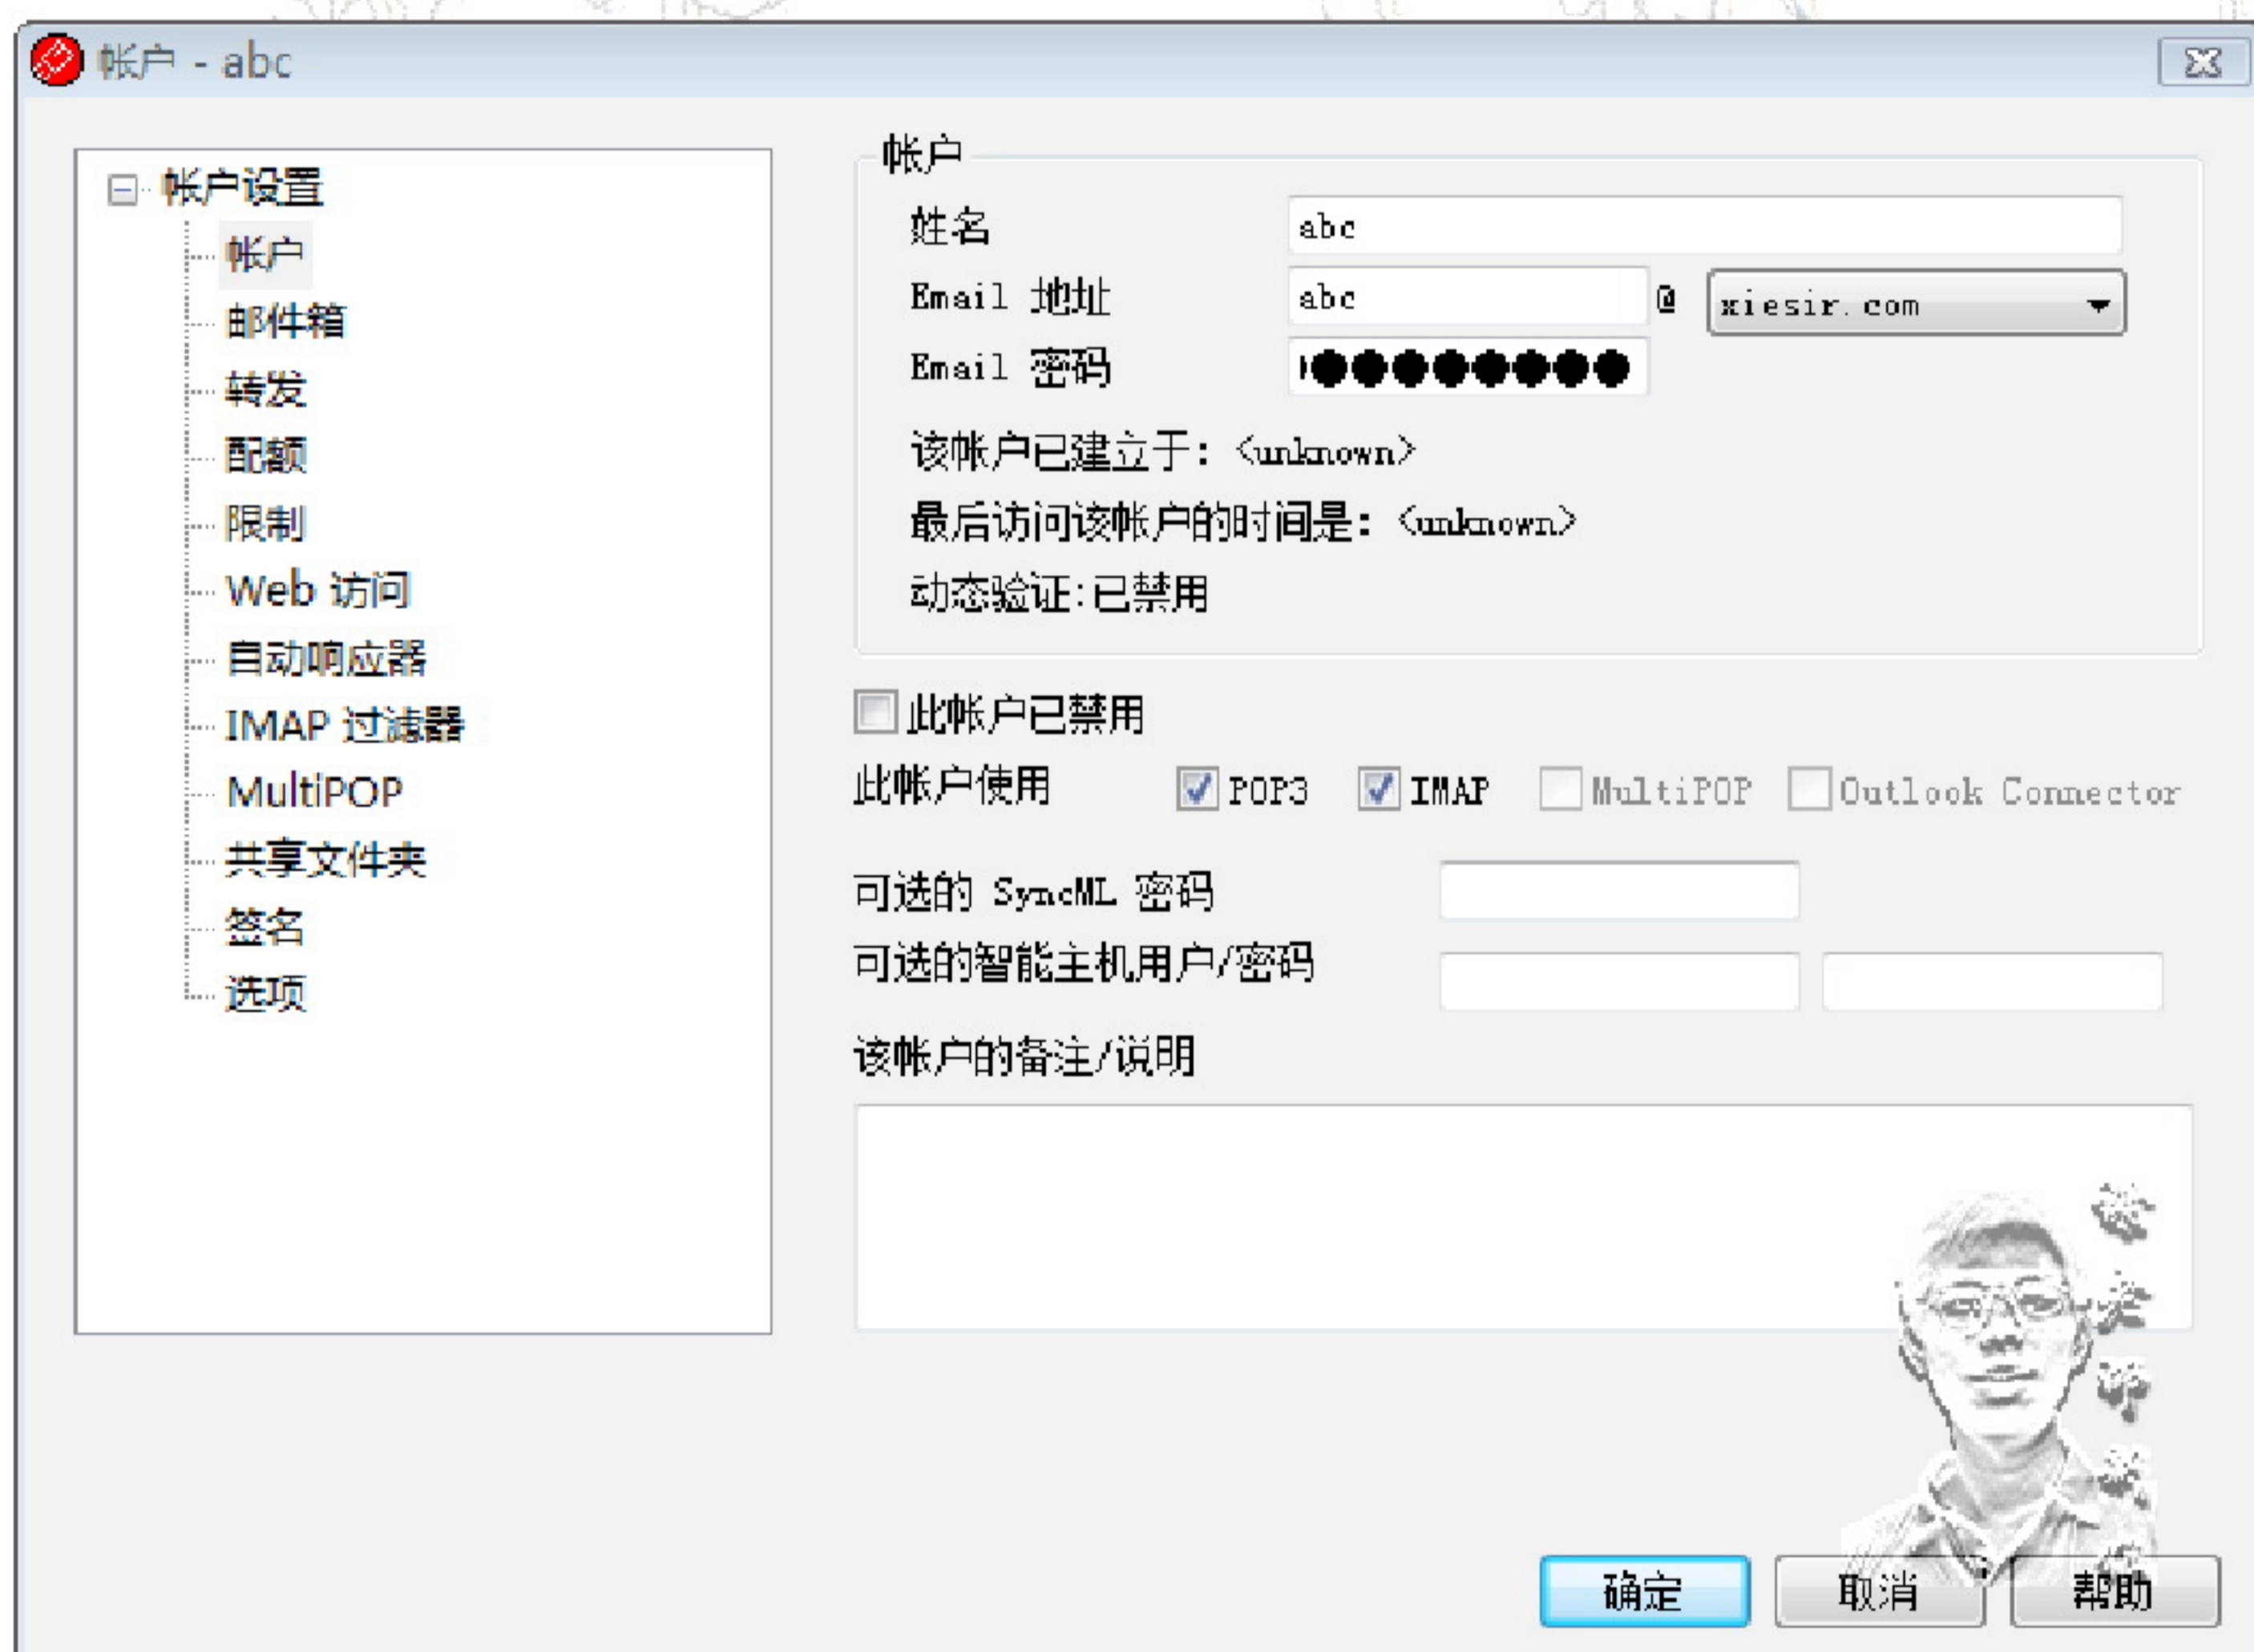 帐户 - abc
帐户设置
帐户
邮件箱
转发
配额
限制
Web 访问
自动响应器
IMAP 过滤器
MultiPOP
共享文件夹
签名
选项
帐户
姓名 abc
Email 地址 abc @ xiesir.com
Email 密码
该帐户已建立于: <unknown>
最后访问该帐户的时间是: <unknown>
动态验证:已禁用
此帐户已禁用
此帐户使用 POP3 IMAP MultiPOP Outlook Connector
可选的 SyncML 密码
可选的智能主机用户/密码
该帐户的备注/说明
确定 取消 帮助